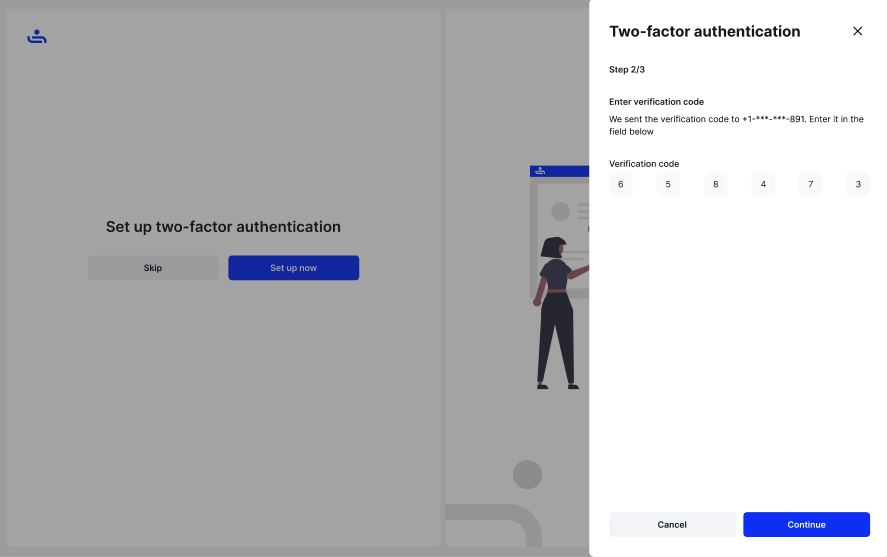 Set up two-factor authentication
Skip
Set up now
Two-factor authentication
Step 2/3
Enter verification code
We sent the verification code to +1-***-***-891. Enter it in the
field below
Verification code
6 5 8 4 7 3
Cancel
Continue